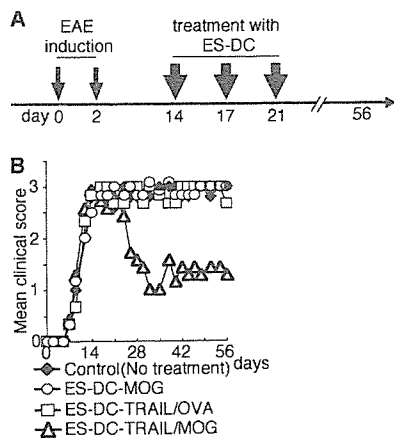 A
EAE
induction
treatment with
ES-DC
day 0 2 14 17 21 56
B
Mean clinical score
3
2
1
0
0 14 28 42 56 days
Control(No treatment)
ES-DC-MOG
ES-DC-TRAIL/OVA
ES-DC-TRAIL/MOG